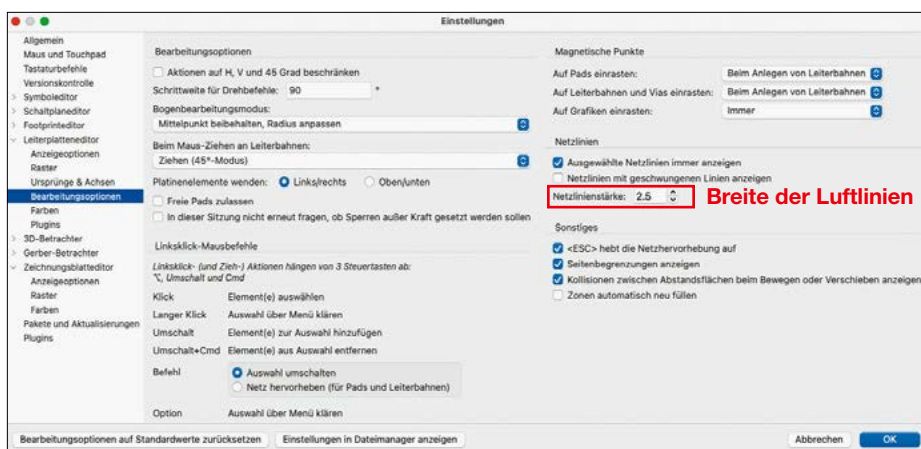 Einstellungen
Allgemein
Maus und Touchpad
Tastaturbefehle
Versionskontrolle
Symboleditor
Schaltplaneditor
Footprinteditor
Leiterplatteneditor
Anzeigeoptionen
Raster
Ursprünge & Achsen
Bearbeitungsoptionen
Farben
Plugins
3D-Betrachter
Gerber-Betrachter
Zeichnungsblatteditor
Anzeigeoptionen
Raster
Farben
Pakete und Aktualisierungen
Plugins
Bearbeitungsoptionen
Aktionen auf H, V und 45 Grad beschränken
Schrittweite für Drehbefehle: 90 °
Bogenbearbeitungsmodus:
Mittelpunkt beibehalten, Radius anpassen
Beim Maus-Ziehen an Leiterbahnen:
Ziehen (45°-Modus)
Platinenelemente wenden: Links/rechts Oben/unten
Freie Pads zulassen
In dieser Sitzung nicht erneut fragen, ob Sperren außer Kraft gesetzt werden sollen
Linksklick-Mausbefehle
Linksklick- (und Zieh-) Aktionen hängen von 3 Steuertasten ab:
⌥, Umschalt und Cmd
Klick Element(e) auswählen
Langer Klick Auswahl über Menü klären
Umschalt Element(e) zur Auswahl hinzufügen
Umschalt+Cmd Element(e) aus Auswahl entfernen
Befehl Auswahl umschalten
Netz hervorheben (für Pads und Leiterbahnen)
Option Auswahl über Menü klären
Magnetische Punkte
Auf Pads einrasten: Beim Anlegen von Leiterbahnen
Auf Leiterbahnen und Vias einrasten: Beim Anlegen von Leiterbahnen
Auf Grafiken einrasten: Immer
Netzlinien
Ausgewählte Netzlinien immer anzeigen
Netzlinien mit geschwungenen Linien anzeigen
Netzlinienstärke: 2.5 Breite der Luftlinien
Sonstiges
<ESC> hebt die Netzhervorhebung auf
Seitenbegrenzungen anzeigen
Kollisionen zwischen Abstandsflächen beim Bewegen oder Verschieben anzeigen
Zonen automatisch neu füllen
Bearbeitungsoptionen auf Standardwerte zurücksetzen Einstellungen in Dateimanager anzeigen Abbrechen OK